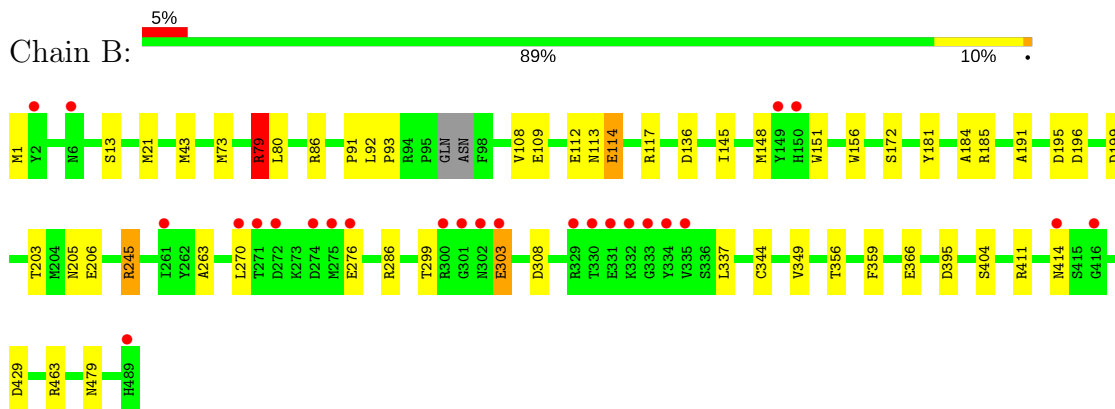 5%
Chain B:
89% 10% •
M1 Y2 N6 S13 M21 M43 M73 R79 L80 R86 P91 L92 P93 R94 P95 GLN ASN F98 V108 E109 E112 N113 E114 R117 D136 I145 M148 Y149 H150 W151 W156 S172 Y181 A184 R185 A191 D195 D196
T203 M204 N205 E206 R245 I261 Y262 A263 L270 T271 D272 K273 D274 M275 E276 R286 T299 R300 G301 N302 E303 D308 R329 T330 E331 K332 G333 Y334 V335 S336 L337 C344 V349 T356 F359 E366 D395 S404 R411 N414 S415 G416
D429 R463 N479 H489